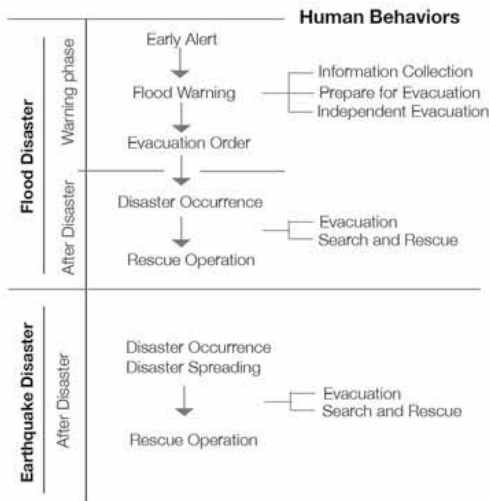 Human Behaviors
Flood Disaster
Warning phase
Early Alert
Flood Warning
Information Collection
Prepare for Evacuation
Independent Evacuation
Evacuation Order
After Disaster
Disaster Occurrence
Evacuation
Search and Rescue
Rescue Operation
Earthquake Disaster
After Disaster
Disaster Occurrence
Disaster Spreading
Evacuation
Search and Rescue
Rescue Operation